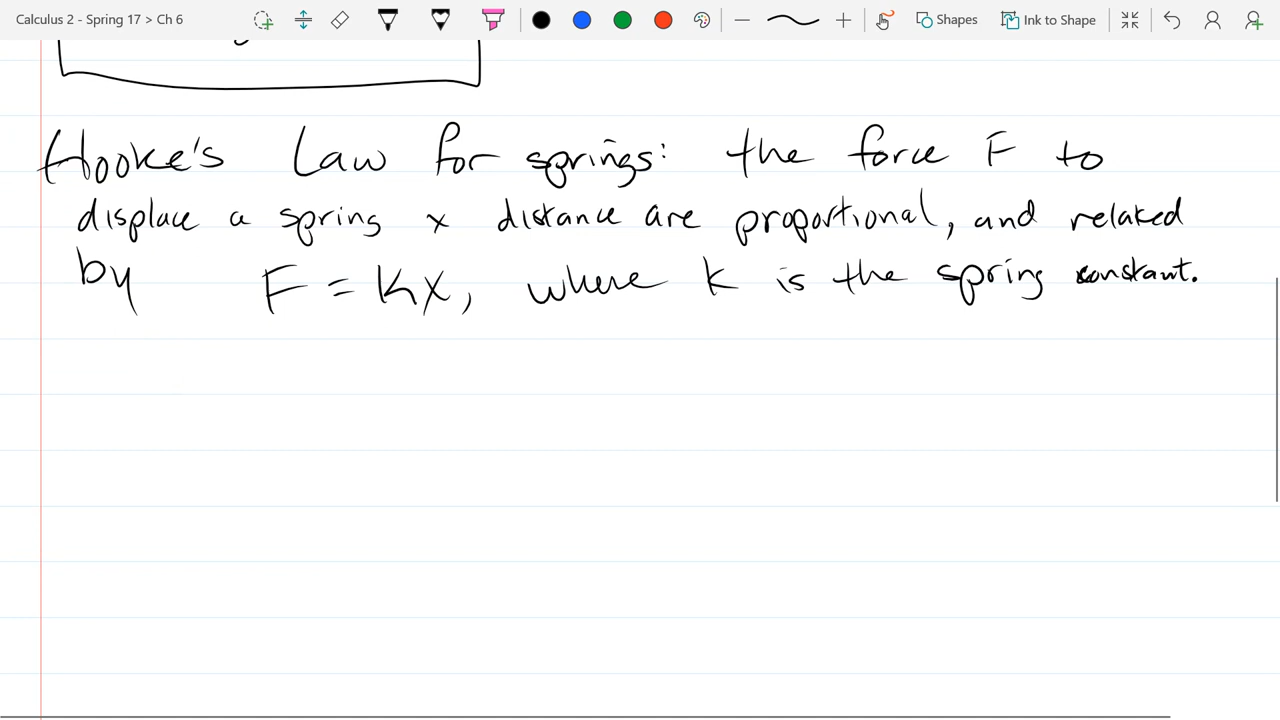 Calculus 2 - Spring 17 > Ch 6
Shapes
Ink to Shape
Hooke's Law for springs: the force F to
displace a spring x distance are proportional, and related
by F = kx, where k is the spring constant.